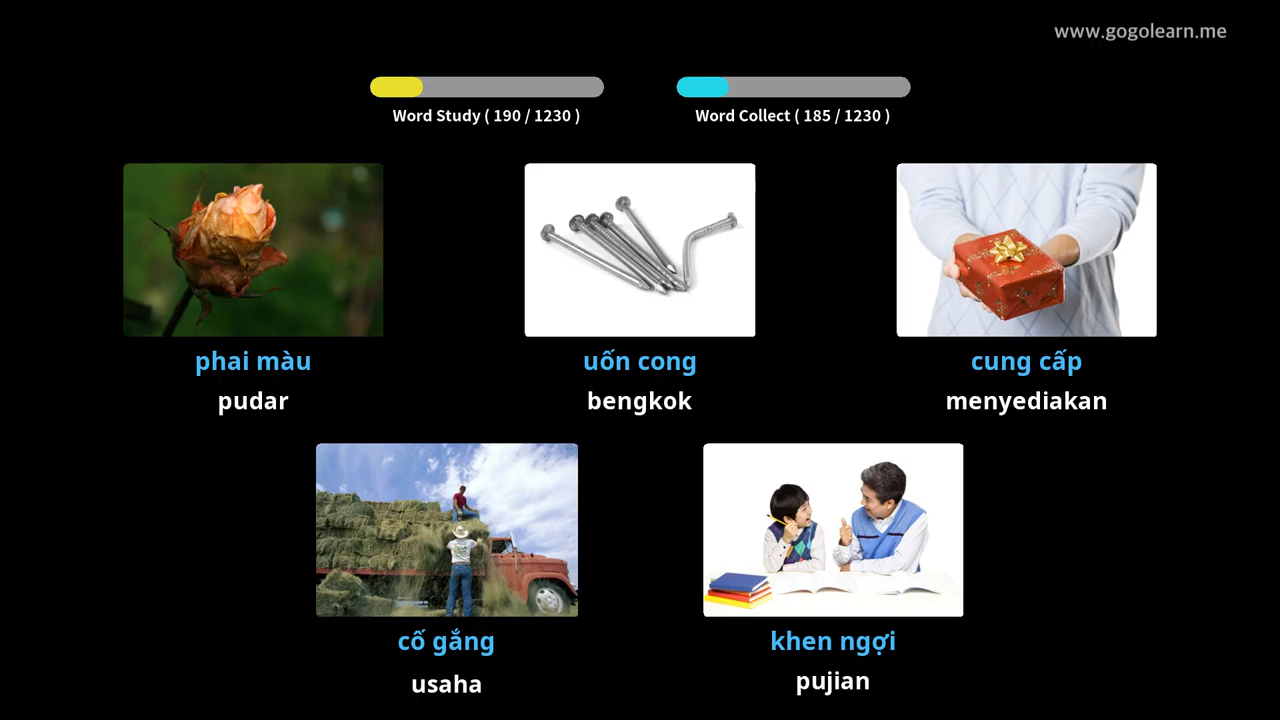 www.gogolearn.me
Word Study ( 190 / 1230 )
Word Collect ( 185 / 1230 )
phai màu
pudar
uốn cong
bengkok
cung cấp
menyediakan
cố gắng
usaha
khen ngợi
pujian